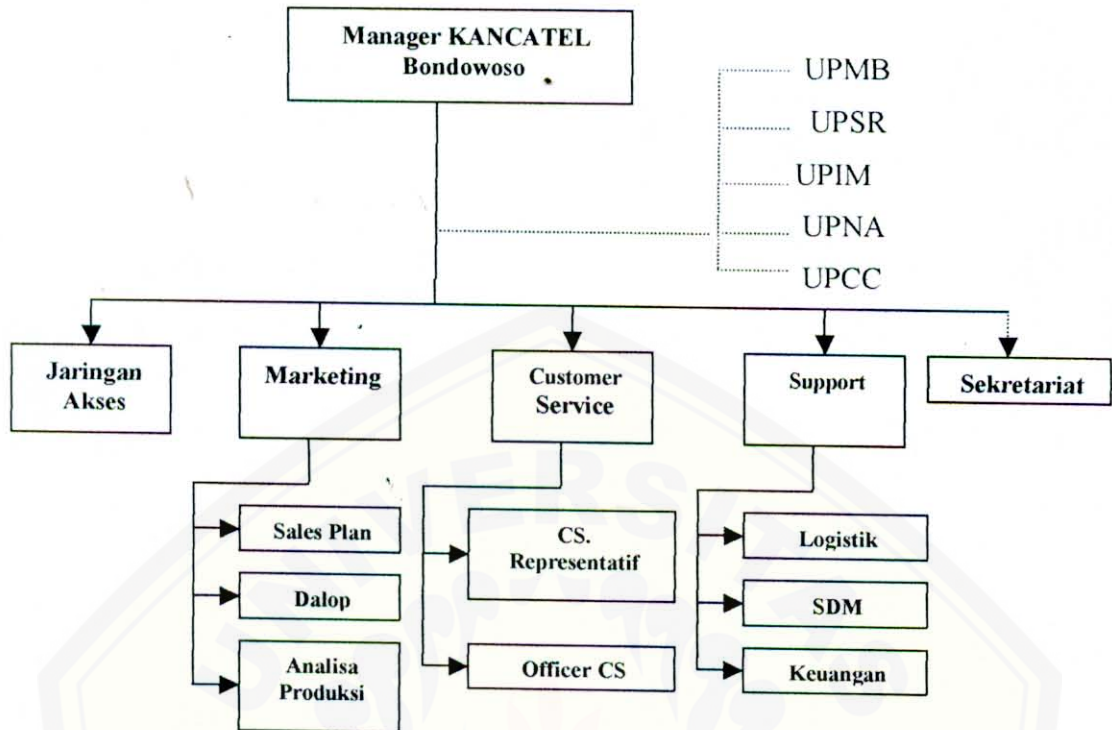 Manager KANCATEL
Bondowoso
UPMB
UPSR
UPIM
UPNA
UPCC
Jaringan
Akses
Marketing
Customer
Service
Support
Sekretariat
Sales Plan
Dalop
Analisa
Produksi
CS.
Representatif
Officer CS
Logistik
SDM
Keuangan
UNIVERSITAS